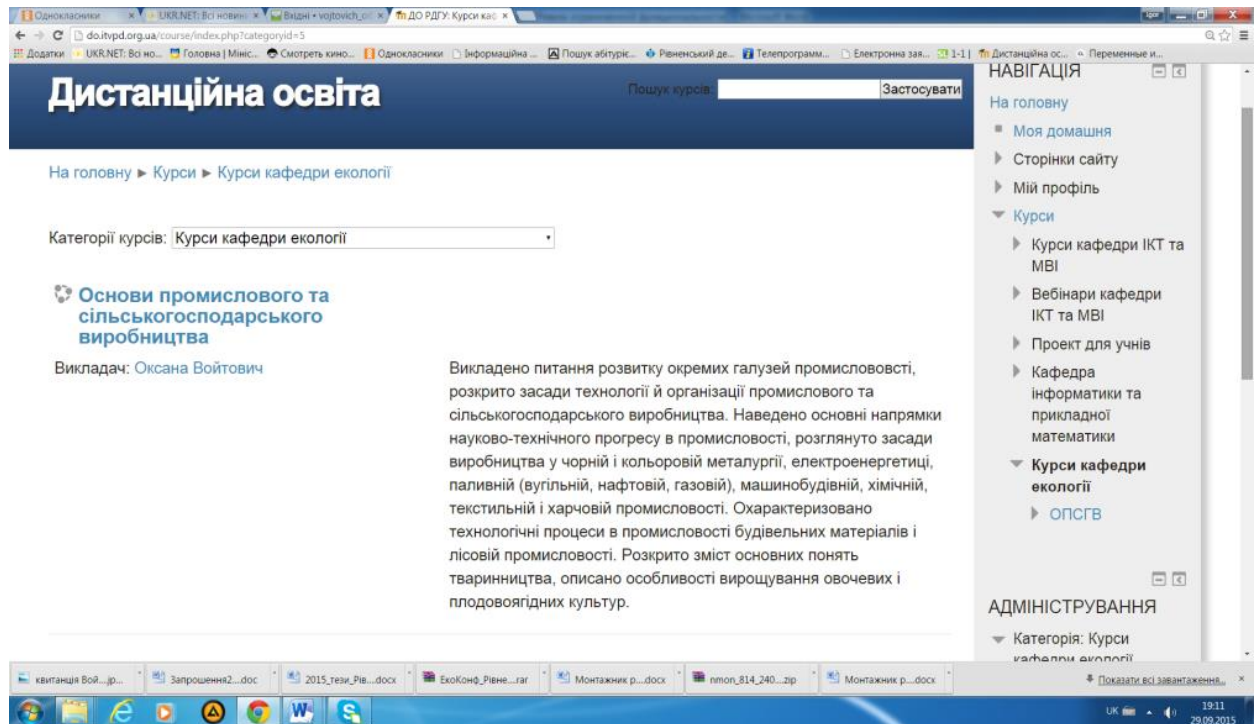 Однокласники
UKR.NET: Всі новини
Вхідні • vojtovich_o
ДО РДГУ: Курси каф
Igor
do.itvpd.org.ua/course/index.php?categoryid=5
Додатки
UKR.NET: Всі но...
Головна | Мініс...
Смотреть кино...
Однокласники
Інформаційна ...
Пошук абітуріє...
Рівненський де...
Телепрограмм...
Електронна зая...
1-1 |
Дистанційна ос...
Переменные и...
Дистанційна освіта
Пошук курсів:
Застосувати
На головну ► Курси ► Курси кафедри екології
Категорії курсів: Курси кафедри екології
Основи промислового та
сільськогосподарського
виробництва
Викладач: Оксана Войтович
Викладено питання розвитку окремих галузей промислововсті,
розкрито засади технології й організації промислового та
сільськогосподарського виробництва. Наведено основні напрямки
науково-технічного прогресу в промисловості, розглянуто засади
виробництва у чорній і кольоровій металургії, електроенергетиці,
паливній (вугільній, нафтовій, газовій), машинобудівній, хімічній,
текстильній і харчовій промисловості. Охарактеризовано
технологічні процеси в промисловості будівельних матеріалів і
лісовій промисловості. Розкрито зміст основних понять
тваринництва, описано особливості вирощування овочевих і
плодовоягідних культур.
НАВІГАЦІЯ
На головну
Моя домашня
Сторінки сайту
Мій профіль
Курси
Курси кафедри ІКТ та
МВІ
Вебінари кафедри
ІКТ та МВІ
Проект для учнів
Кафедра
інформатики та
прикладної
математики
Курси кафедри
екології
ОПСГВ
АДМІНІСТРУВАННЯ
Категорія: Курси
кафедри екології
квитанція Вой....jp...
Запрошення2...doc
2015_тези_Рів....docx
ЕкоКонф_Рівне...rar
Монтажник р...docx
nmon_814_240...zip
Монтажник р...docx
Показати всі завантаження...
UK
19:11
29.09.2015